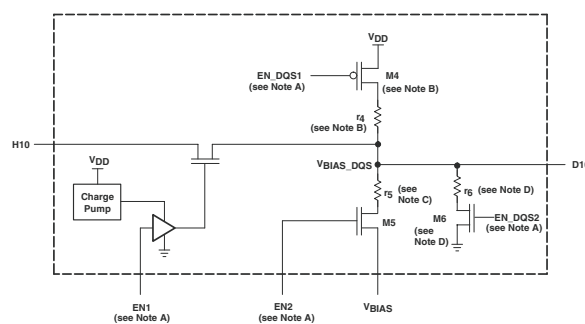 VDD
EN_DQS1
(see Note A)
M4
(see Note B)
r4
(see Note B)
H10
VDD
VBIAS_DQS
D10
Charge
Pump
r5
(see
Note C)
r6
(see Note D)
M5
M6
(see
Note D)
EN_DQS2
(see Note A)
EN1
(see Note A)
EN2
(see Note A)
VBIAS